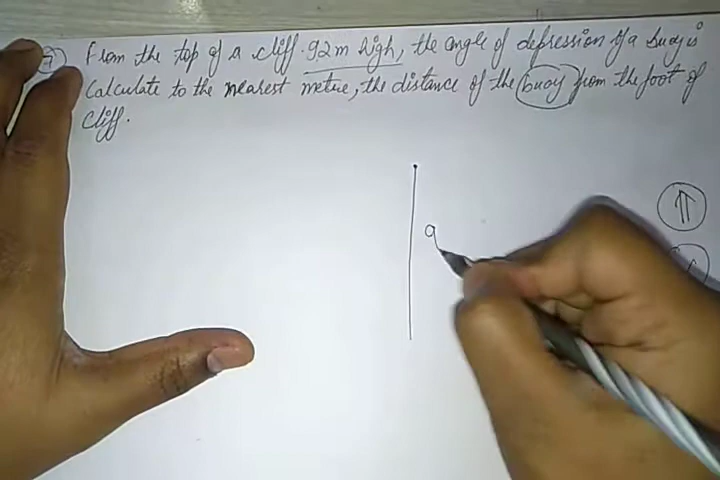 9) From the top of a cliff 92m high, the angle of depression of a buoy is
Calculate to the nearest metre, the distance of the buoy from the foot of
cliff.
9